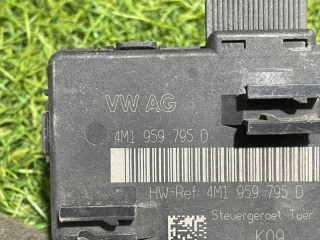 VW AG
4M1 959 795 D
HW-Ref. 4M1 959 795 D
Steuergeraet Tuer
K09